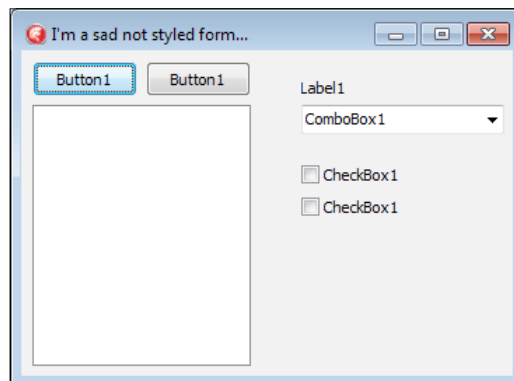 I'm a sad not styled form...
Button1 Button1
Label1
ComboBox1
CheckBox1
CheckBox1